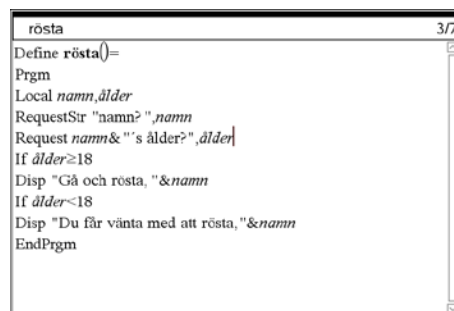 rösta 3/7
Define rösta()=
Prgm
Local namn,ålder
RequestStr "namn? ",namn
Request namn& "´s ålder?",ålder
If ålder≥18
Disp "Gå och rösta, "&namn
If ålder<18
Disp "Du får vänta med att rösta,"&namn
EndPrgm